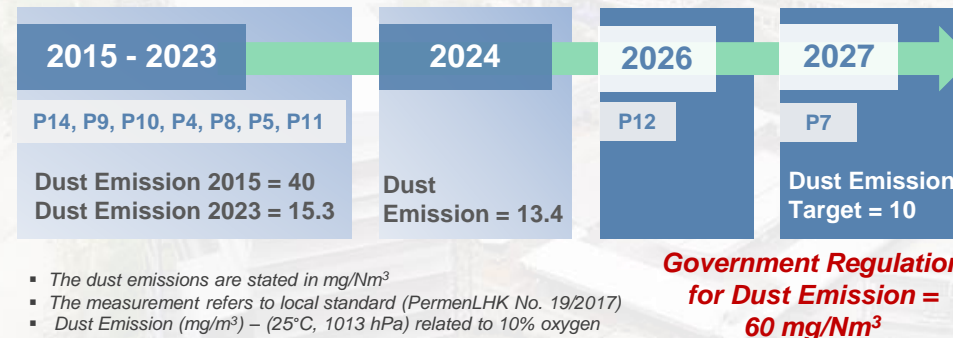 2015 - 2023
2024
2026
2027
P14, P9, P10, P4, P8, P5, P11
P12
P7
Dust Emission 2015 = 40
Dust Emission 2023 = 15.3
Dust
Emission = 13.4
Dust Emission
Target = 10
▪ The dust emissions are stated in mg/Nm³
▪ The measurement refers to local standard (PermenLHK No. 19/2017)
▪ Dust Emission (mg/m³) – (25°C, 1013 hPa) related to 10% oxygen
Government Regulation
for Dust Emission =
60 mg/Nm³